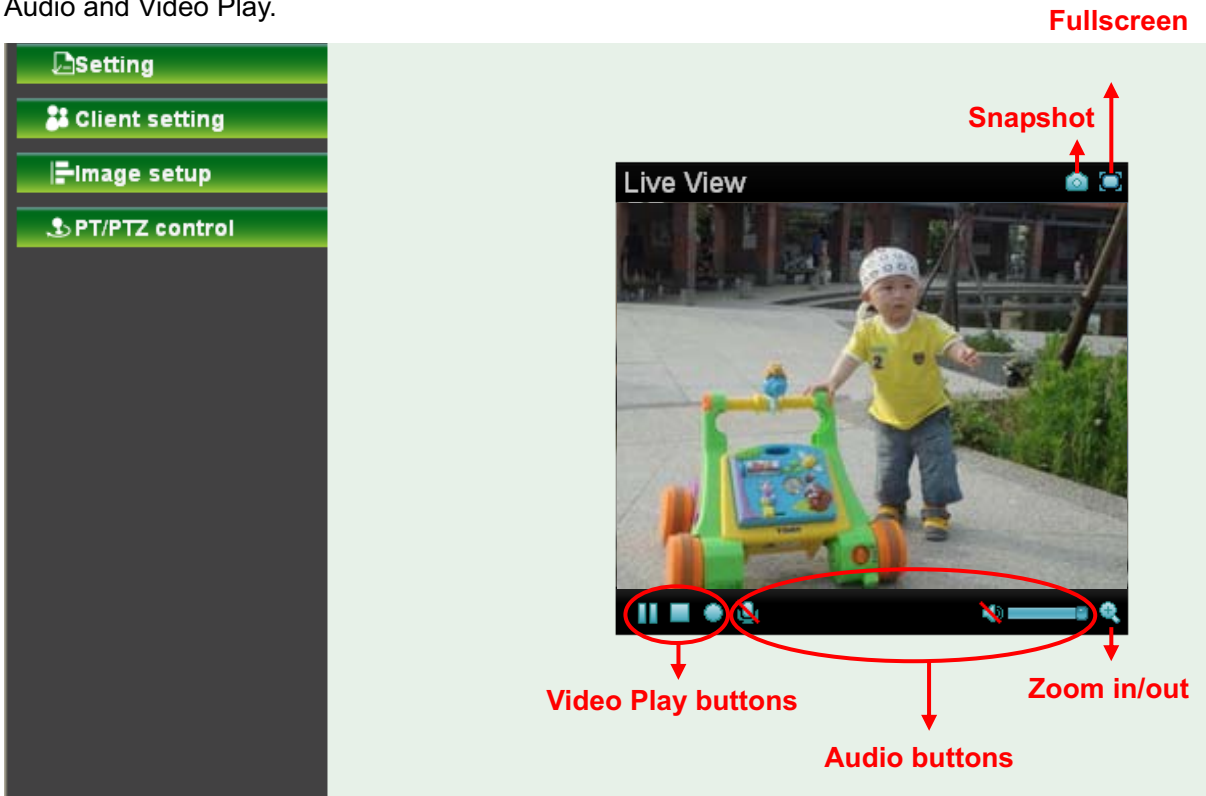 Audio and Video Play.
Fullscreen
Setting
Client setting
Image setup
PT/PTZ control
Snapshot
Live View
2
Video Play buttons
Zoom in/out
Audio buttons